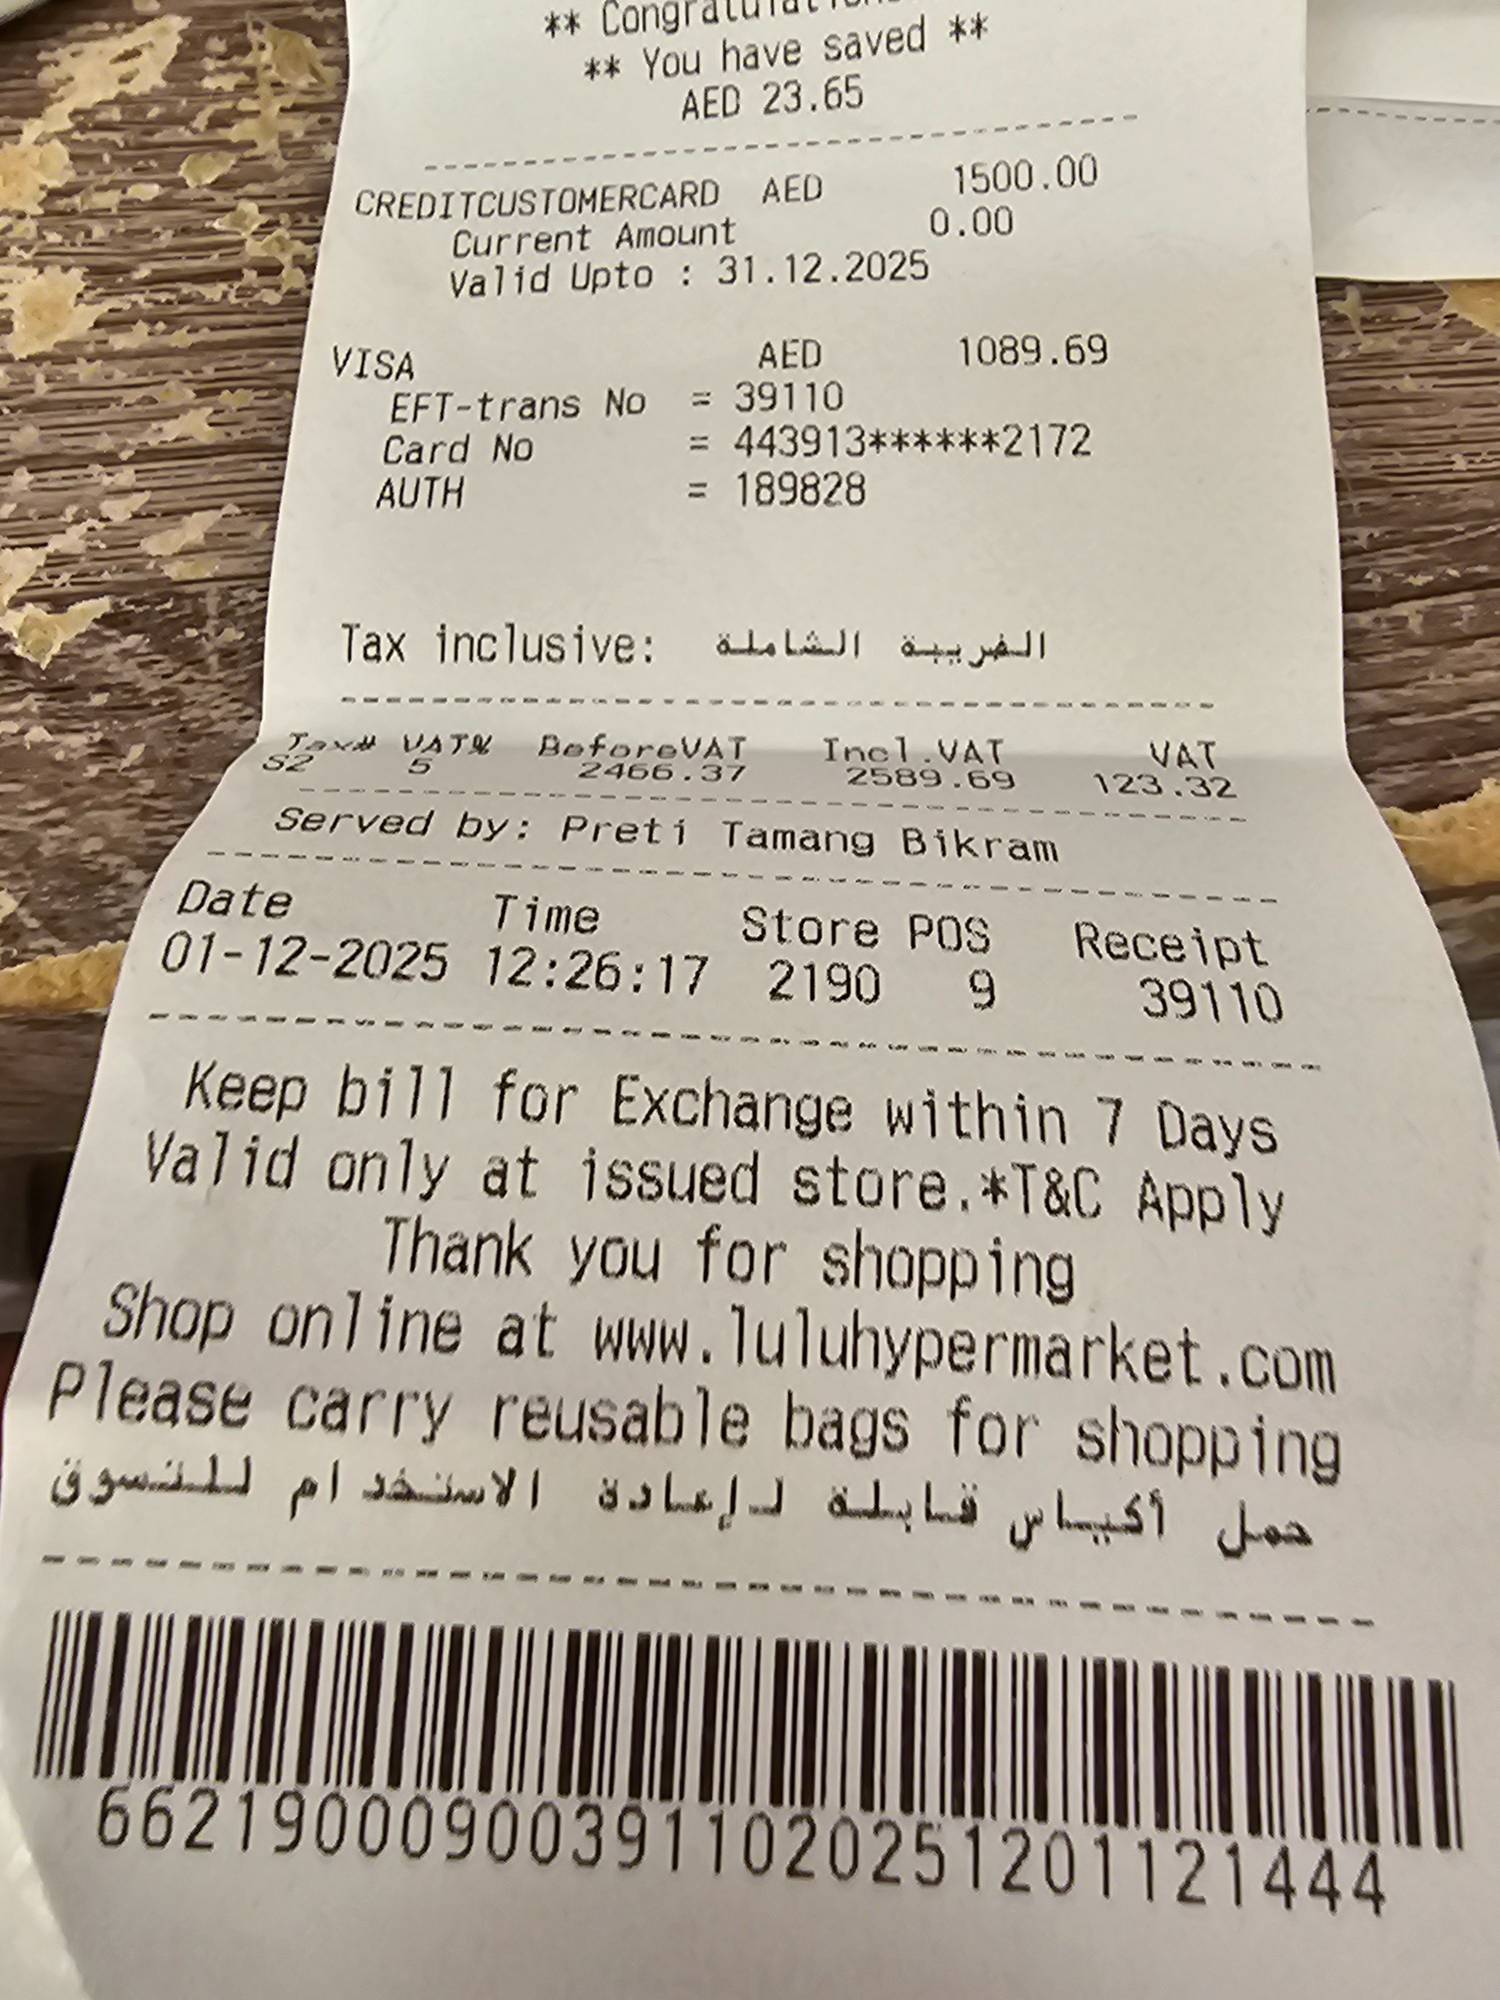 ** Congratulations
** You have saved **
AED 23.65
CREDITCUSTOMERCARD AED 1500.00
Current Amount 0.00
Valid Upto : 31.12.2025
VISA AED 1089.69
EFT-trans No = 39110
Card No = 443913******2172
AUTH = 189828
Tax inclusive: الضريبة الشاملة
Tax# VAT% BeforeVAT Incl.VAT VAT
S2 5 2466.37 2589.69 123.32
Served by: Preti Tamang Bikram
Date Time Store POS Receipt
01-12-2025 12:26:17 2190 9 39110
Keep bill for Exchange within 7 Days
Valid only at issued store.*T&C Apply
Thank you for shopping
Shop online at www.luluhypermarket.com
Please carry reusable bags for shopping
حمل أكياس قابلة لإعادة الاستخدام للتسوق
662190009003911020251201121444